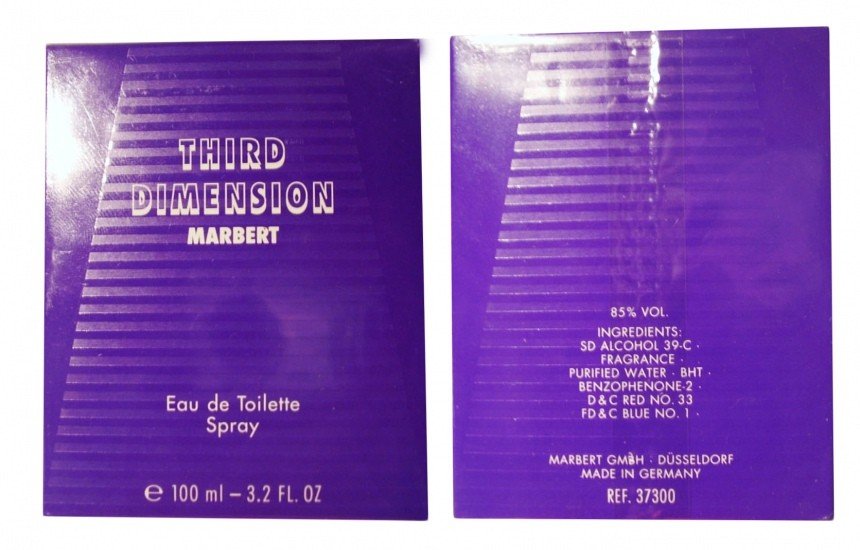 THIRD
DIMENSION
MARBERT
Eau de Toilette
Spray
℮ 100 ml – 3.2 FL. OZ
85% VOL.
INGREDIENTS:
SD ALCOHOL 39-C ·
FRAGRANCE ·
PURIFIED WATER · BHT ·
BENZOPHENONE-2 ·
D&C RED NO. 33
FD&C BLUE NO. 1 ·
MARBERT GMBH · DÜSSELDORF
MADE IN GERMANY
REF. 37300